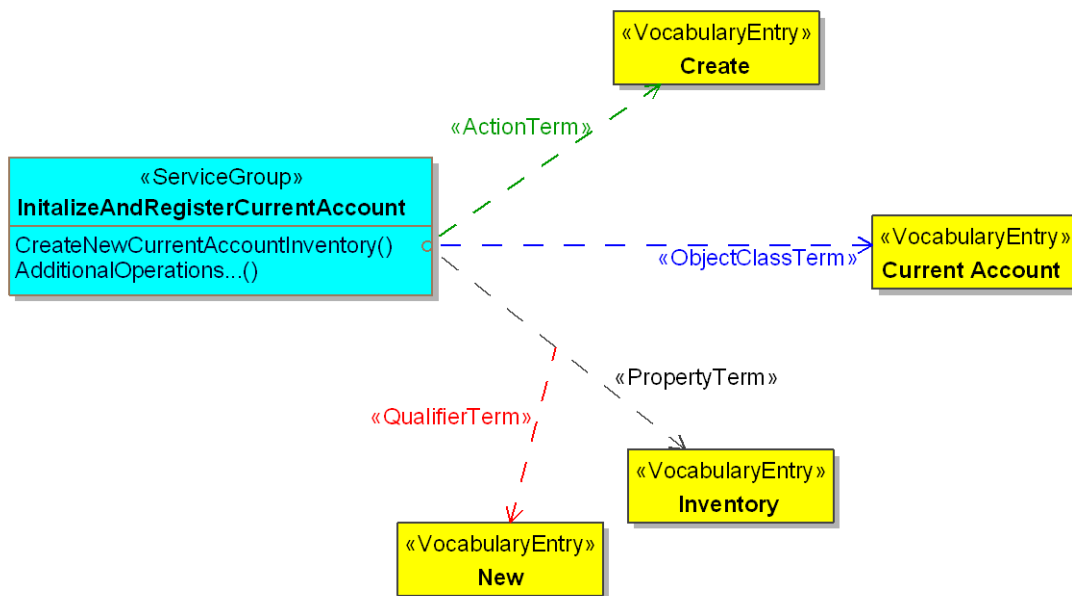 «VocabularyEntry»
Create
«ActionTerm»
«ServiceGroup»
InitalizeAndRegisterCurrentAccount
CreateNewCurrentAccountInventory()
AdditionalOperations...()
«VocabularyEntry»
Current Account
«ObjectClassTerm»
«PropertyTerm»
«QualifierTerm»
«VocabularyEntry»
Inventory
«VocabularyEntry»
New